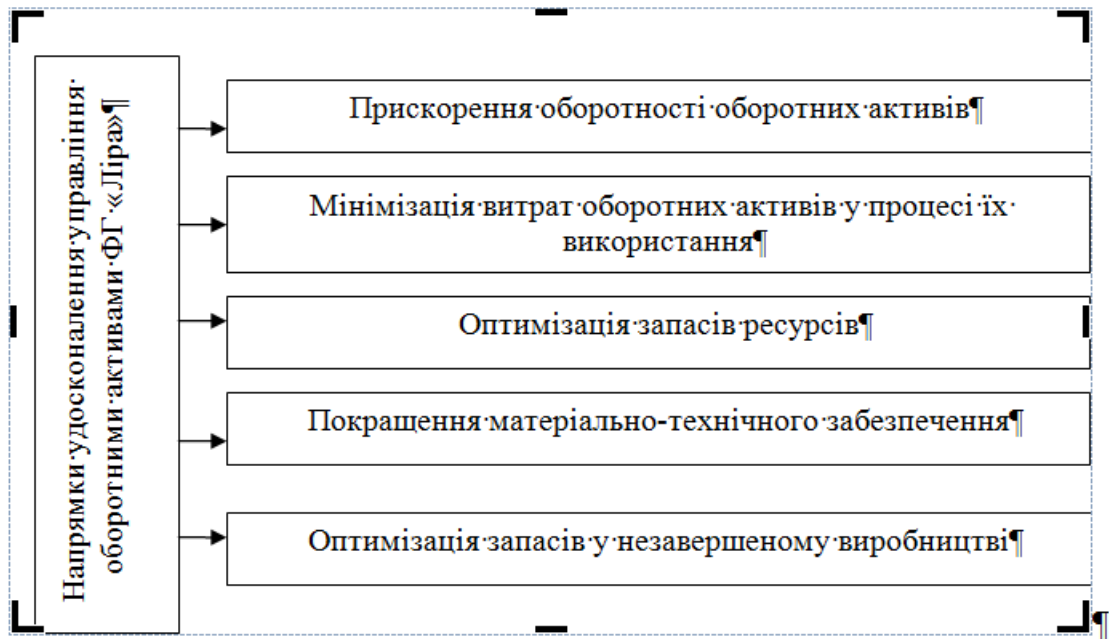 Напрямки удосконалення управління
оборотними активами ФГ «Ліра»¶
Прискорення оборотності оборотних активів¶
Мінімізація витрат оборотних активів у процесі їх
використання¶
Оптимізація запасів ресурсів¶
Покращення матеріально-технічного забезпечення¶
Оптимізація запасів у незавершеному виробництві¶
¶